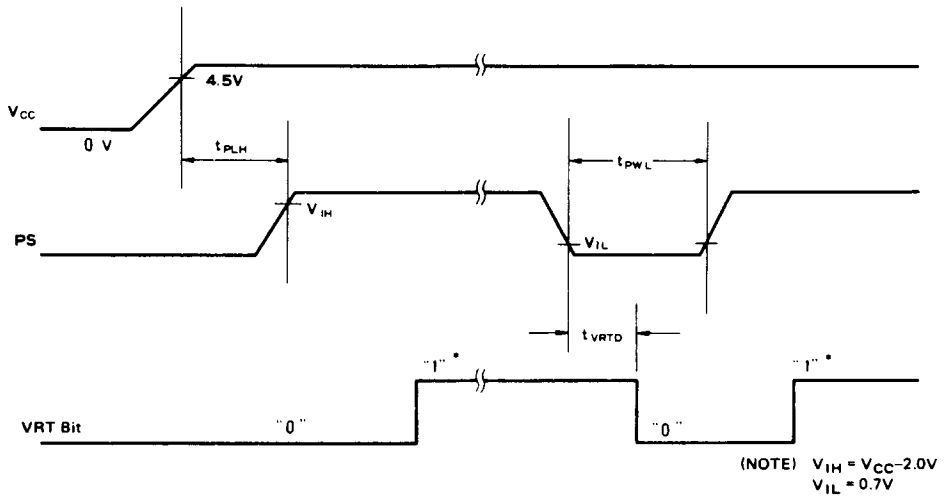 4.5V
VCC
0 V
tPLH
tPWL
VIH
PS
VIL
tVRTD
"1" * "1" *
VRT Bit "0" "0"
(NOTE) VIH = VCC−2.0V
VIL = 0.7V